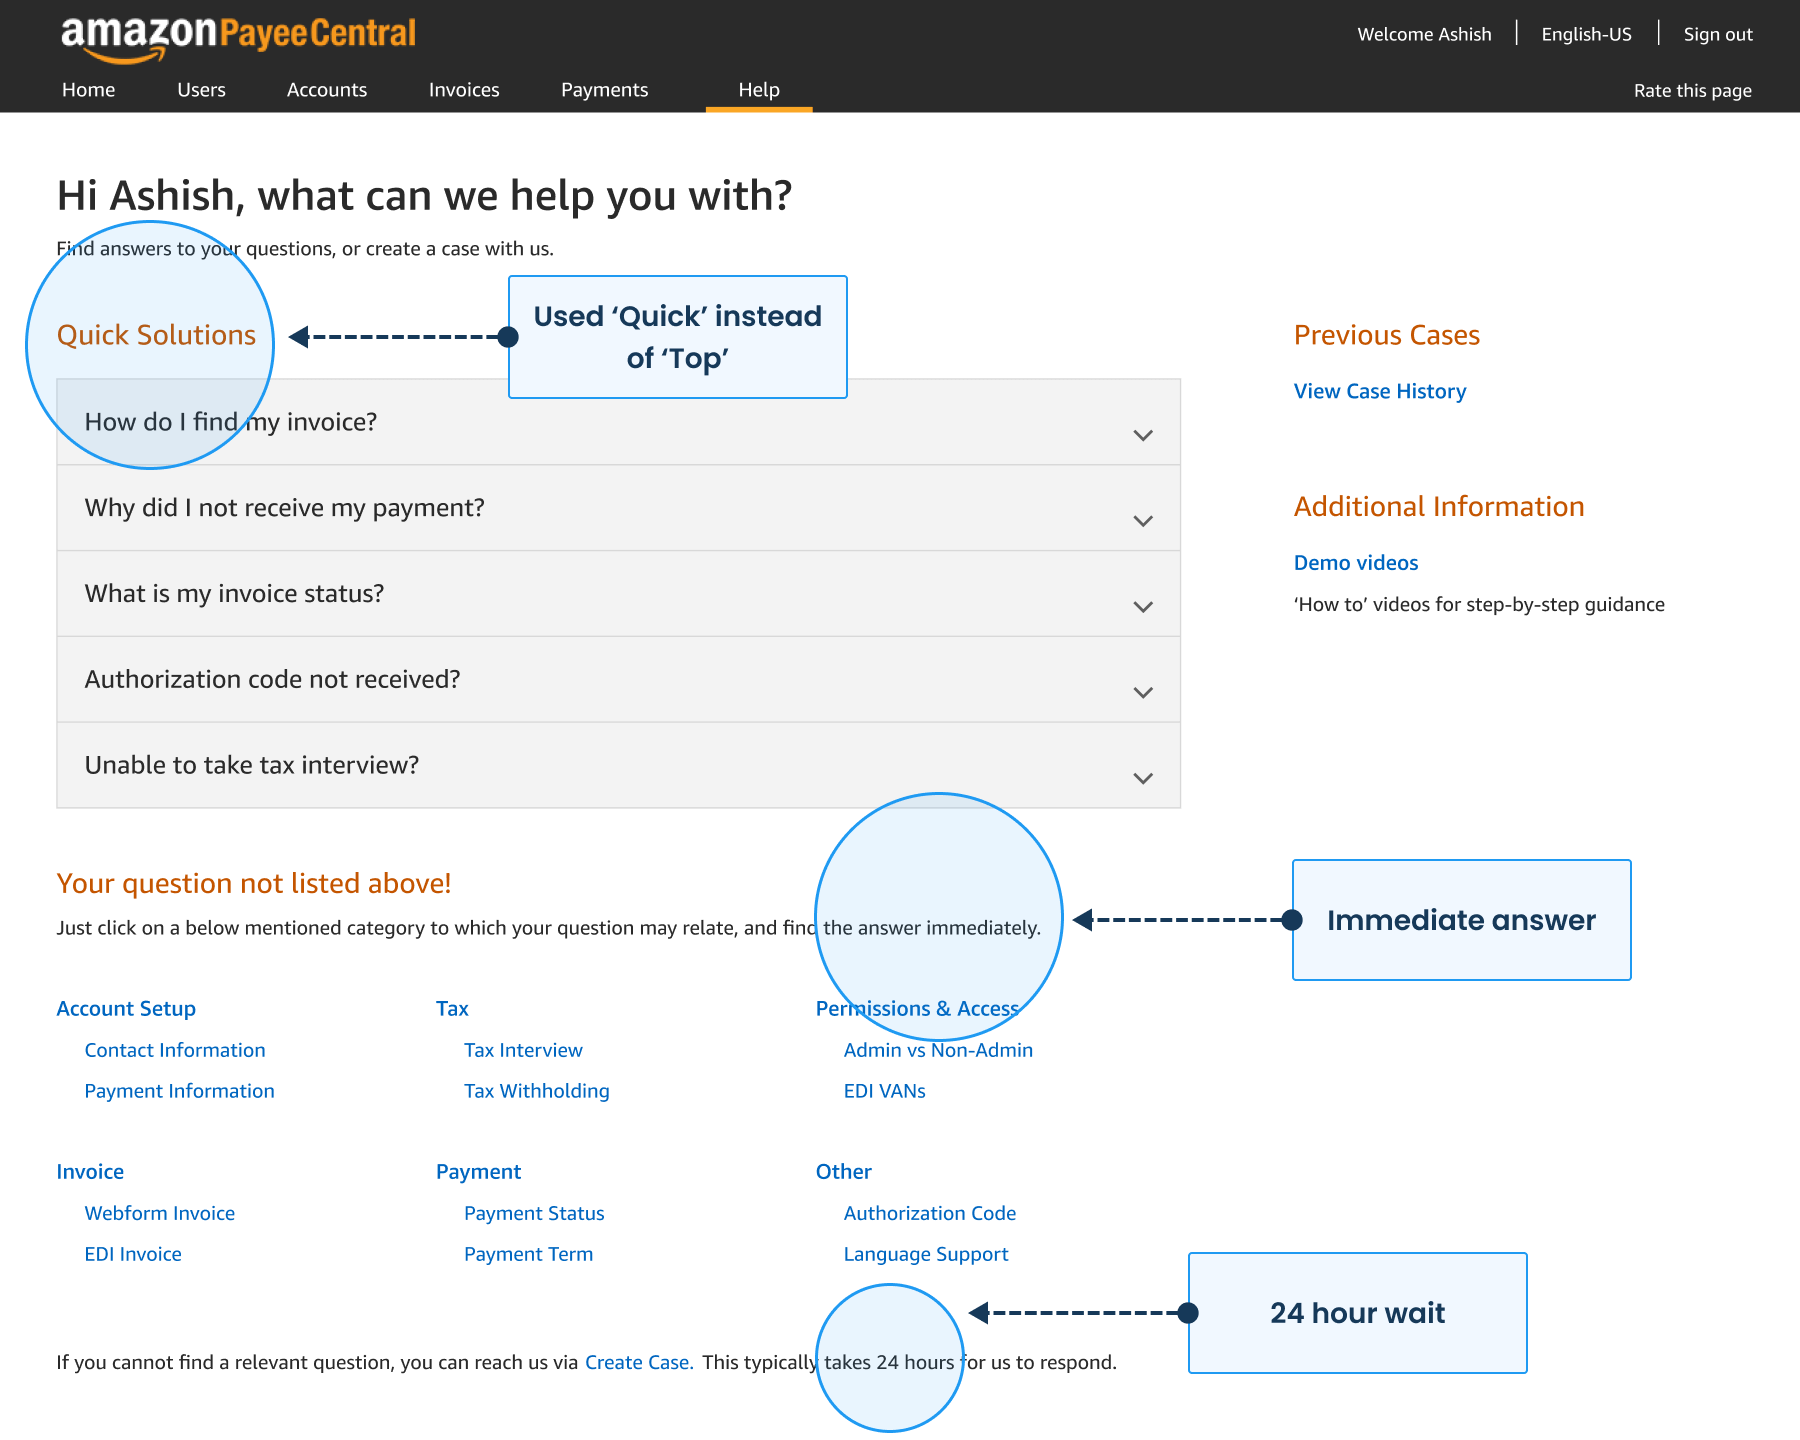 amazonPayeeCentral
Welcome Ashish
English-US
Sign out
Home
Users
Accounts
Invoices
Payments
Help
Rate this page
Hi Ashish, what can we help you with?
Find answers to your questions, or create a case with us.
Quick Solutions
Used ‘Quick’ instead
of ‘Top’
How do I find my invoice?
Why did I not receive my payment?
What is my invoice status?
Authorization code not received?
Unable to take tax interview?
Previous Cases
View Case History
Additional Information
Demo videos
‘How to’ videos for step-by-step guidance
Your question not listed above!
Just click on a below mentioned category to which your question may relate, and find the answer immediately.
Immediate answer
Account Setup
Contact Information
Payment Information
Tax
Tax Interview
Tax Withholding
Permissions & Access
Admin vs Non-Admin
EDI VANs
Invoice
Webform Invoice
EDI Invoice
Payment
Payment Status
Payment Term
Other
Authorization Code
Language Support
24 hour wait
If you cannot find a relevant question, you can reach us via Create Case. This typically takes 24 hours for us to respond.